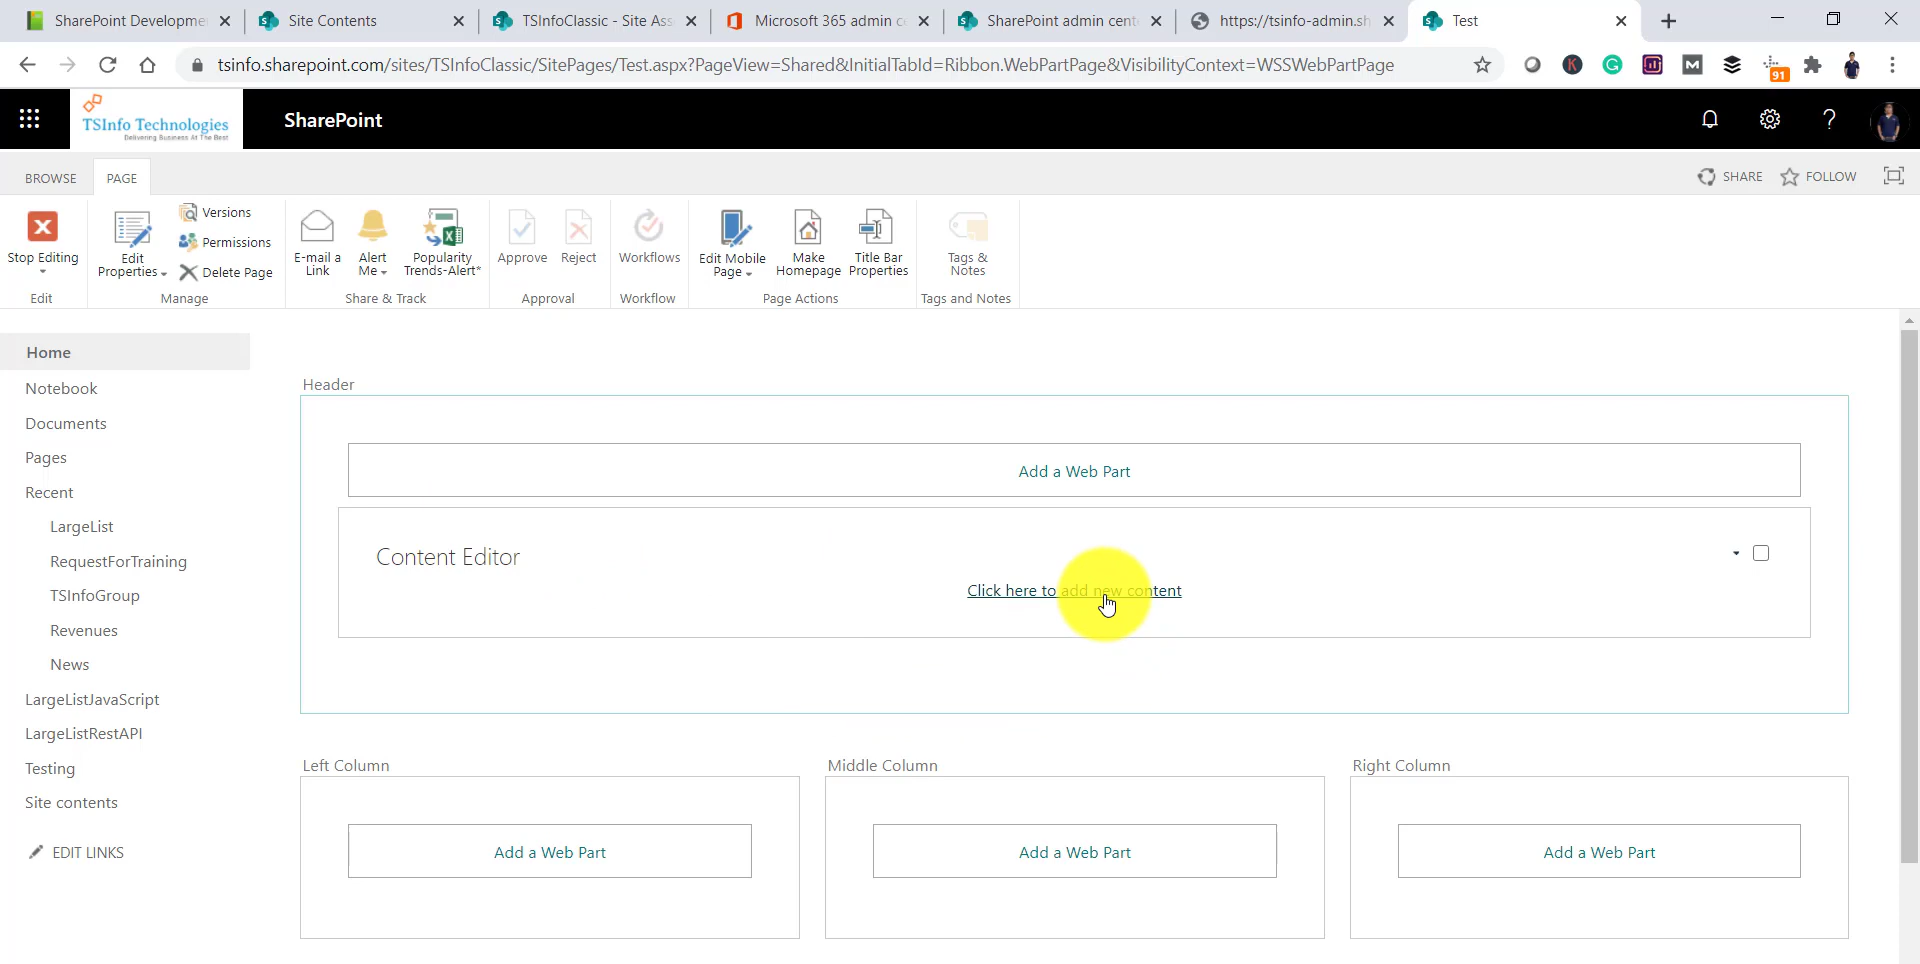 SharePoint Developme
Site Contents
TSInfoClassic - Site Ass
Microsoft 365 admin c
SharePoint admin cent
https://tsinfo-admin.sh
Test
tsinfo.sharepoint.com/sites/TSInfoClassic/SitePages/Test.aspx?PageView=Shared&InitialTabId=Ribbon.WebPartPage&VisibilityContext=WSSWebPartPage
K
G
M
91
TSInfo Technologies
Delivering Business At The Best
SharePoint
?
BROWSE
PAGE
SHARE
FOLLOW
Stop Editing
Edit
Edit Properties
Versions
Permissions
Delete Page
Manage
E-mail a Link
Alert Me
Popularity Trends-Alert*
Share & Track
Approve
Reject
Approval
Workflows
Workflow
Edit Mobile Page
Make Homepage
Title Bar Properties
Page Actions
Tags & Notes
Tags and Notes
Home
Notebook
Documents
Pages
Recent
LargeList
RequestForTraining
TSInfoGroup
Revenues
News
LargeListJavaScript
LargeListRestAPI
Testing
Site contents
EDIT LINKS
Header
Add a Web Part
Content Editor
Click here to add new content
Left Column
Middle Column
Right Column
Add a Web Part
Add a Web Part
Add a Web Part